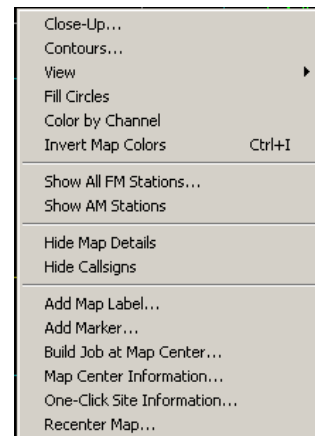 Close-Up...
Contours...
View
Fill Circles
Color by Channel
Invert Map Colors Ctrl+I
Show All FM Stations...
Show AM Stations
Hide Map Details
Hide Callsigns
Add Map Label...
Add Marker...
Build Job at Map Center...
Map Center Information...
One-Click Site Information...
Recenter Map...